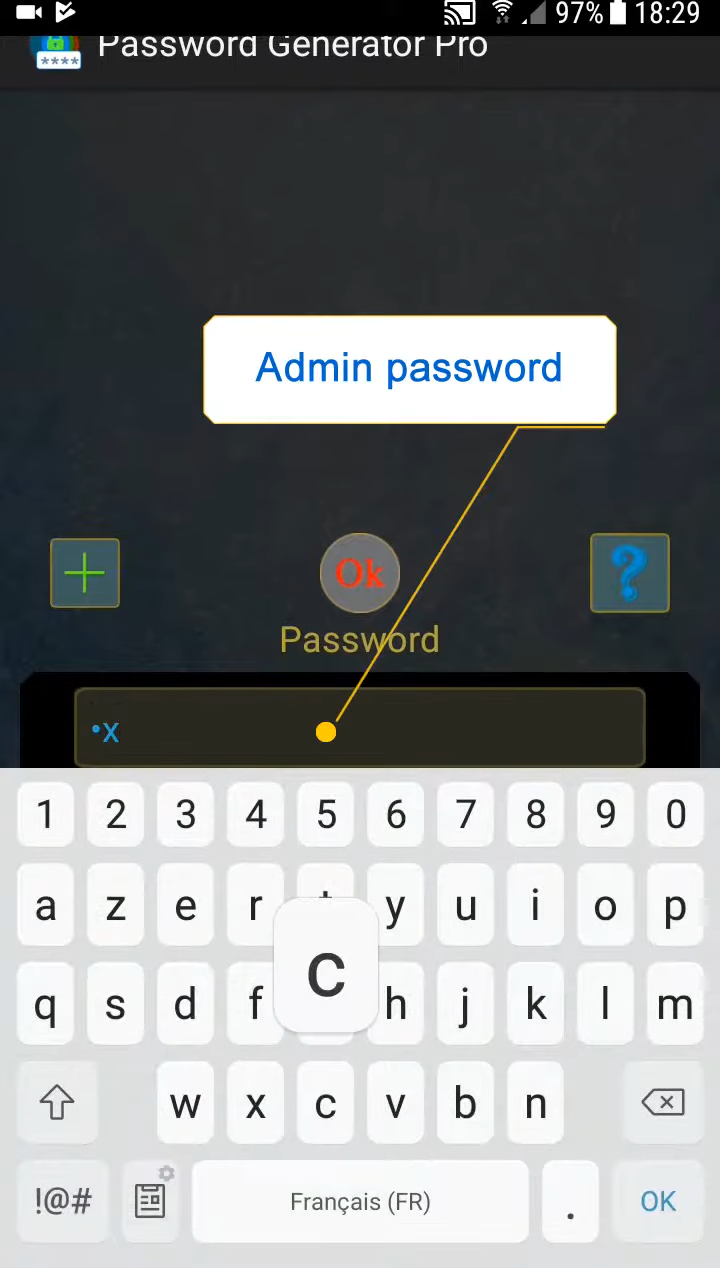 97% 18:29
Password Generator Pro
****
Admin password
Ok ?
Password
•x
1 2 3 4 5 6 7 8 9 0
a z e r t y u i o p
c
q s d f h j k l m
w x c v b n
!@# Français (FR) . OK